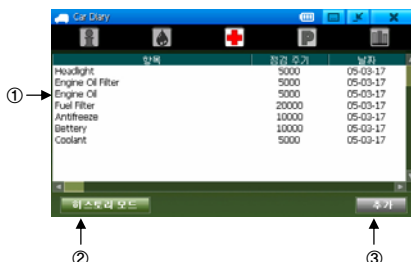 Car Diary
P
항목 점검 주기 날짜
Headlight 5000 05-03-17
Engine Oil Filter 5000 05-03-17
① Engine Oil 5000 05-03-17
Fuel Filter 20000 05-03-17
Antifreeze 10000 05-03-17
Bettery 10000 05-03-17
Coolant 5000 05-03-17
히스토리 모드 추가
② ③